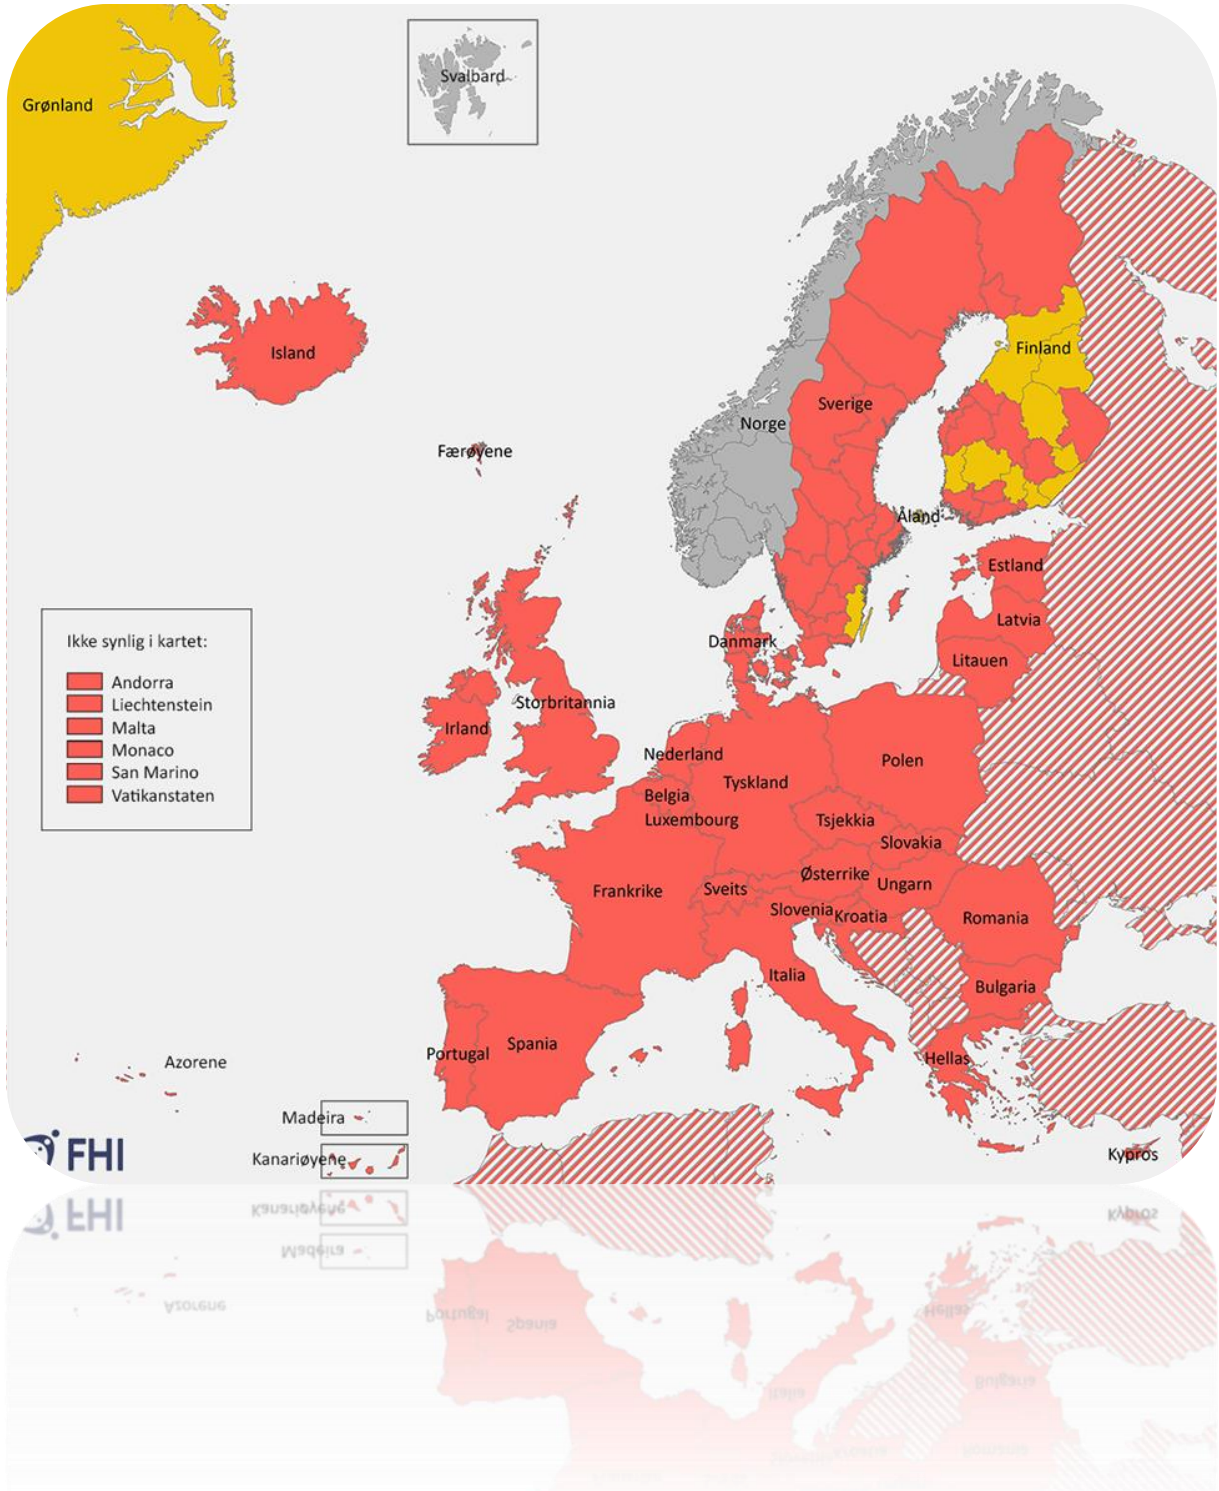 Svalbard
Grønland
Island
Finland
Sverige
Norge
Færøyene
Åland
Estland
Latvia
Danmark
Litauen
Ikke synlig i kartet:
Andorra
Liechtenstein
Malta
Monaco
San Marino
Vatikanstaten
Storbritannia
Irland
Nederland
Polen
Tyskland
Belgia
Luxembourg
Tsjekkia
Slovakia
Østerrike
Ungarn
Frankrike
Sveits
Slovenia
Kroatia
Romania
Italia
Bulgaria
Spania
Portugal
Hellas
Azorene
Madeira
FHI
Kanariøyene
Kypros